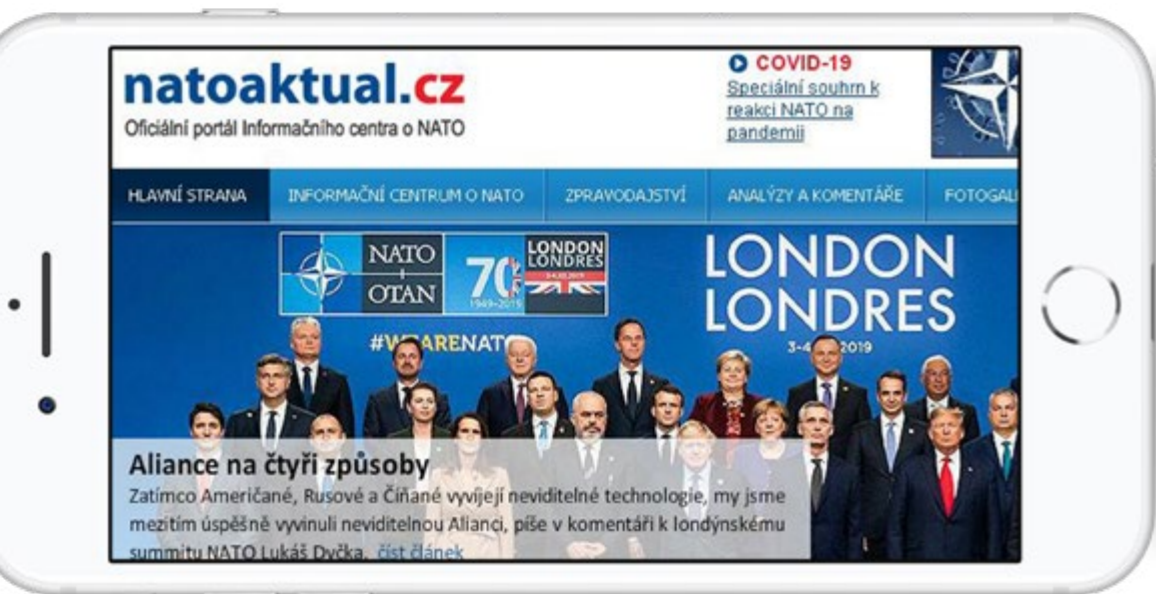 natoaktual.cz
Oficiální portál Informačního centra o NATO
COVID-19
Speciální souhrn k
reakci NATO na
pandemii
HLAVNÍ STRANA
INFORMAČNÍ CENTRUM O NATO
ZPRAVODAJSTVÍ
ANALÝZY A KOMENTÁŘE
FOTOGAL
NATO
OTAN
70
1949-2019
LONDON
LONDRES
LONDON
LONDRES
2019
#WEARENATO
Aliance na čtyři způsoby
Zatímco Američané, Rusové a Číňané vyvíjejí neviditelné technologie, my jsme
mezitím úspěšně vyvinuli neviditelnou Alianci, píše v komentáři k londýnskému
summitu NATO Lukáš Dyčka. číst článek